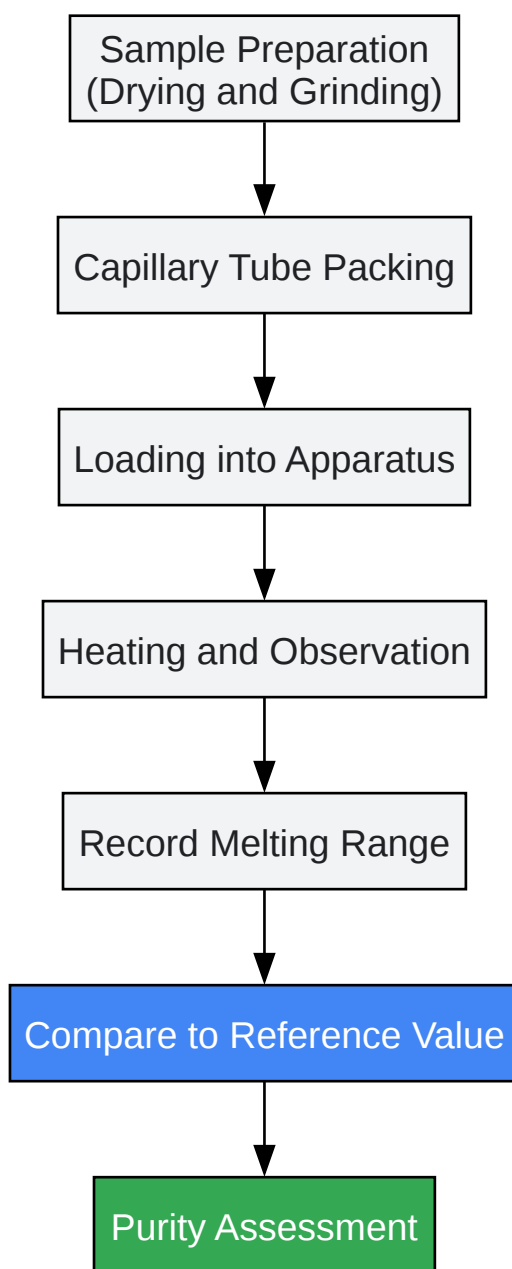 Sample Preparation
(Drying and Grinding)
Capillary Tube Packing
Loading into Apparatus
Heating and Observation
Record Melting Range
Compare to Reference Value
Purity Assessment